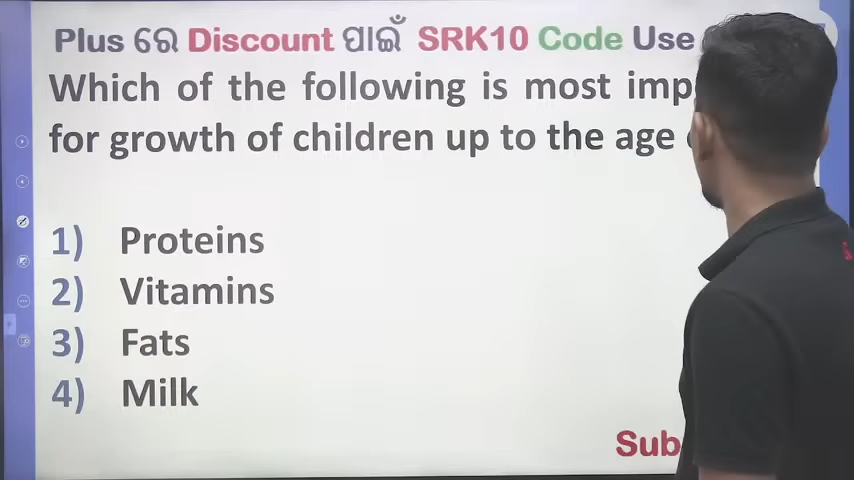 Plus ରେ Discount ପାଇଁ SRK10 Code Use
Which of the following is most imp
for growth of children up to the age
1) Proteins
2) Vitamins
3) Fats
4) Milk
Sub